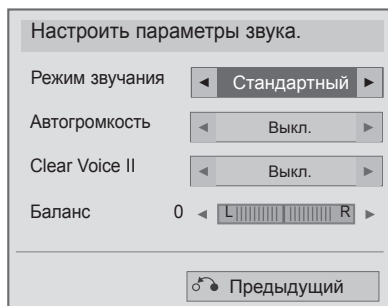 Настроить параметры звука.
Режим звучания ◄ Стандартный ►
Автогромкость ◄ Выкл. ►
Clear Voice II ◄ Выкл. ►
Баланс 0 ◄ L R ►
Предыдущий